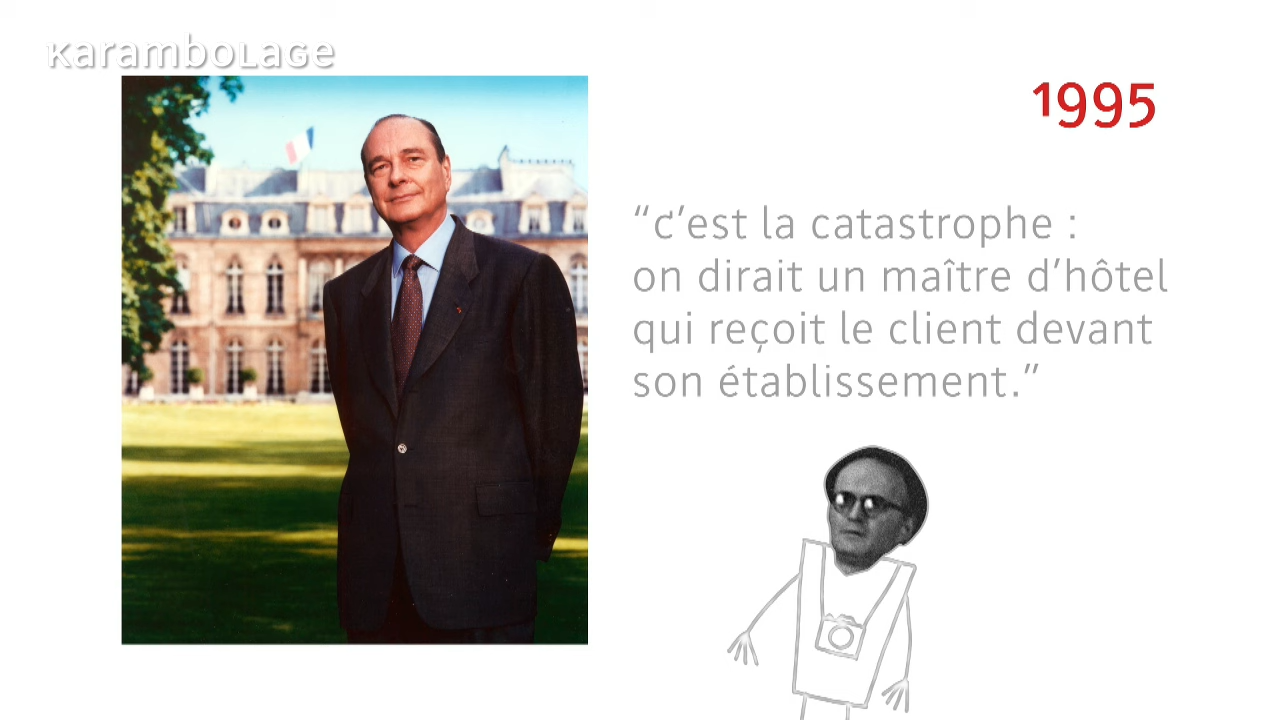 Karambolage
1995
“c’est la catastrophe :
on dirait un maître d’hôtel
qui reçoit le client devant
son établissement.”